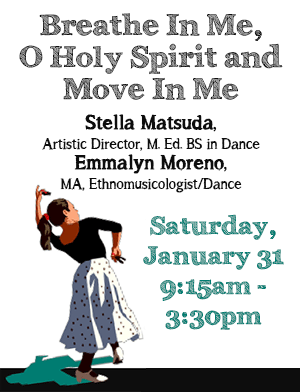 Breathe In Me,
O Holy Spirit and
Move In Me
Stella Matsuda,
Artistic Director, M. Ed. BS in Dance
Emmalyn Moreno,
MA, Ethnomusicologist/Dance
Saturday,
January 31
9:15am -
3:30pm